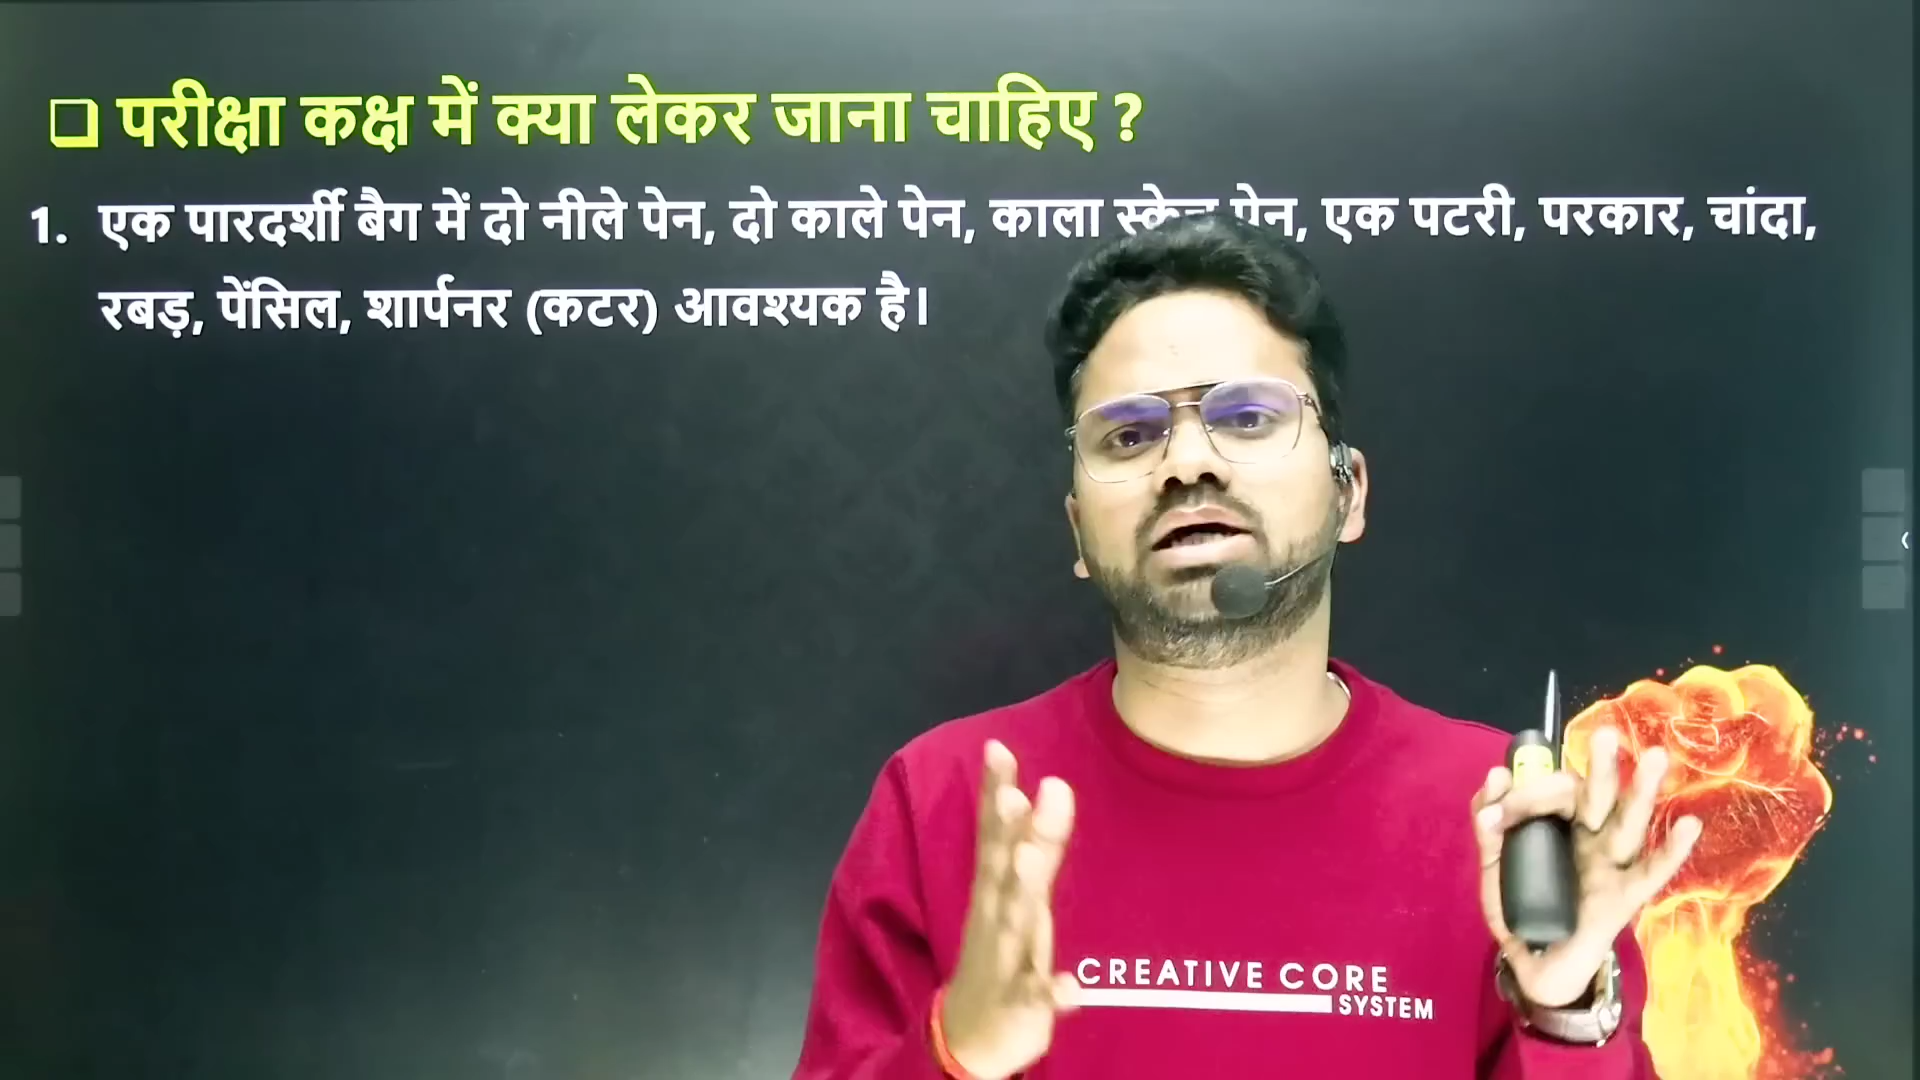 ❑ परीक्षा कक्ष में क्या लेकर जाना चाहिए ?
1. एक पारदर्शी बैग में दो नीले पेन, दो काले पेन, काला पेन, एक पटरी, परकार, चांदा,
रबड़, पेंसिल, शार्पनर (कटर) आवश्यक है।
CREATIVE CORE
SYSTEM